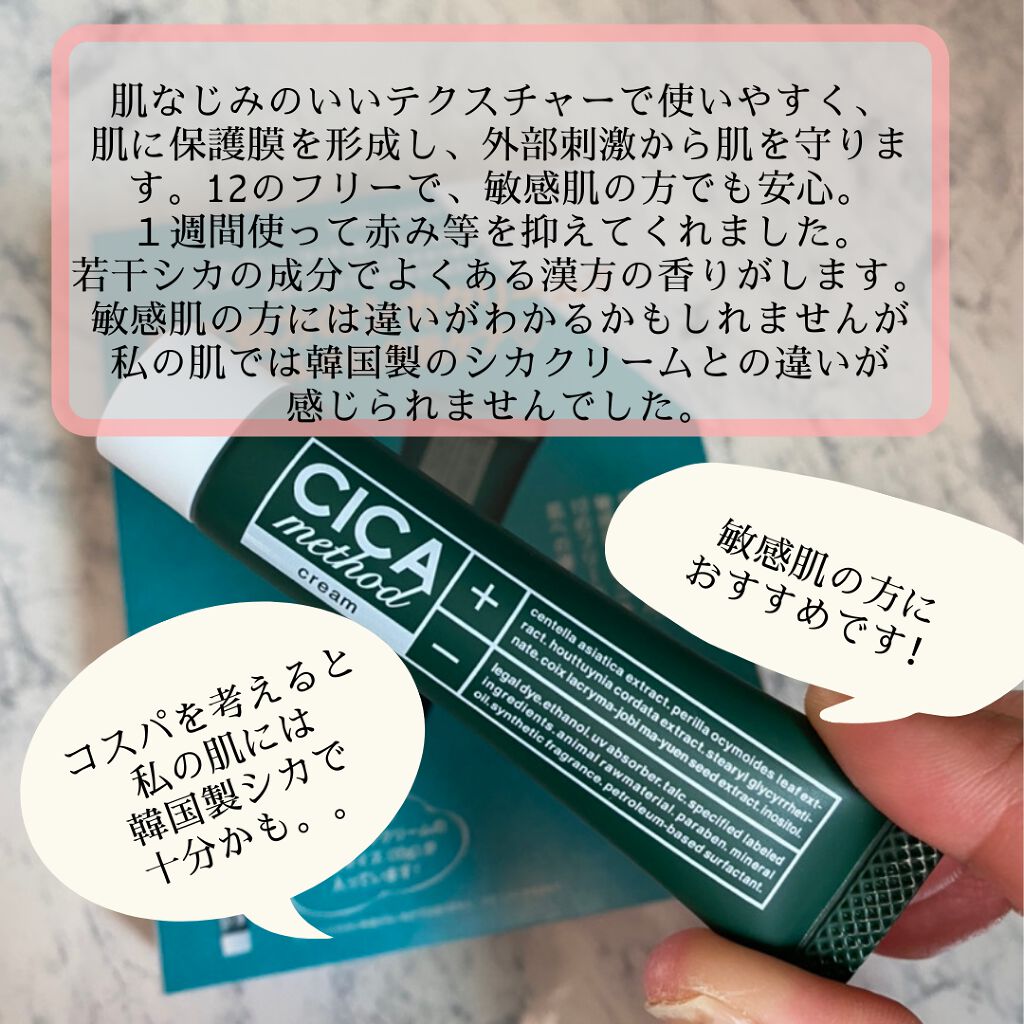 肌なじみのいいテクスチャーで使いやすく、
肌に保護膜を形成し、外部刺激から肌を守りま
す。12のフリーで、敏感肌の方でも安心。
１週間使って赤み等を抑えてくれました。
若干シカの成分でよくある漢方の香りがします。
敏感肌の方には違いがわかるかもしれませんが
私の肌では韓国製のシカクリームとの違いが
感じられませんでした。
敏感肌の方に
おすすめです!
CICA
method
cream
+
centella asiatica extract. perilla ocymoides leaf ext-
ract. houttuynia cordata extract. stearyl glycyrrheti-
nate. coix lacryma-jobi ma-yuen seed extract. inositol.
−
legal dye. ethanol. uv absorber. talc. specified labeled
ingredients. animal raw material. paraben. mineral
oil. synthetic fragrance. petroleum-based surfactant.
コスパを考えると
私の肌には
韓国製シカで
十分かも。。